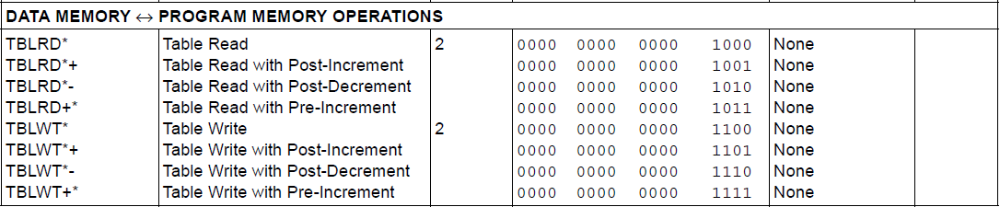 DATA MEMORY ↔ PROGRAM MEMORY OPERATIONS
TBLRD* Table Read 2 0000 0000 0000 1000 None
TBLRD*+ Table Read with Post-Increment 0000 0000 0000 1001 None
TBLRD*- Table Read with Post-Decrement 0000 0000 0000 1010 None
TBLRD+* Table Read with Pre-Increment 0000 0000 0000 1011 None
TBLWT* Table Write 2 0000 0000 0000 1100 None
TBLWT*+ Table Write with Post-Increment 0000 0000 0000 1101 None
TBLWT*- Table Write with Post-Decrement 0000 0000 0000 1110 None
TBLWT+* Table Write with Pre-Increment 0000 0000 0000 1111 None